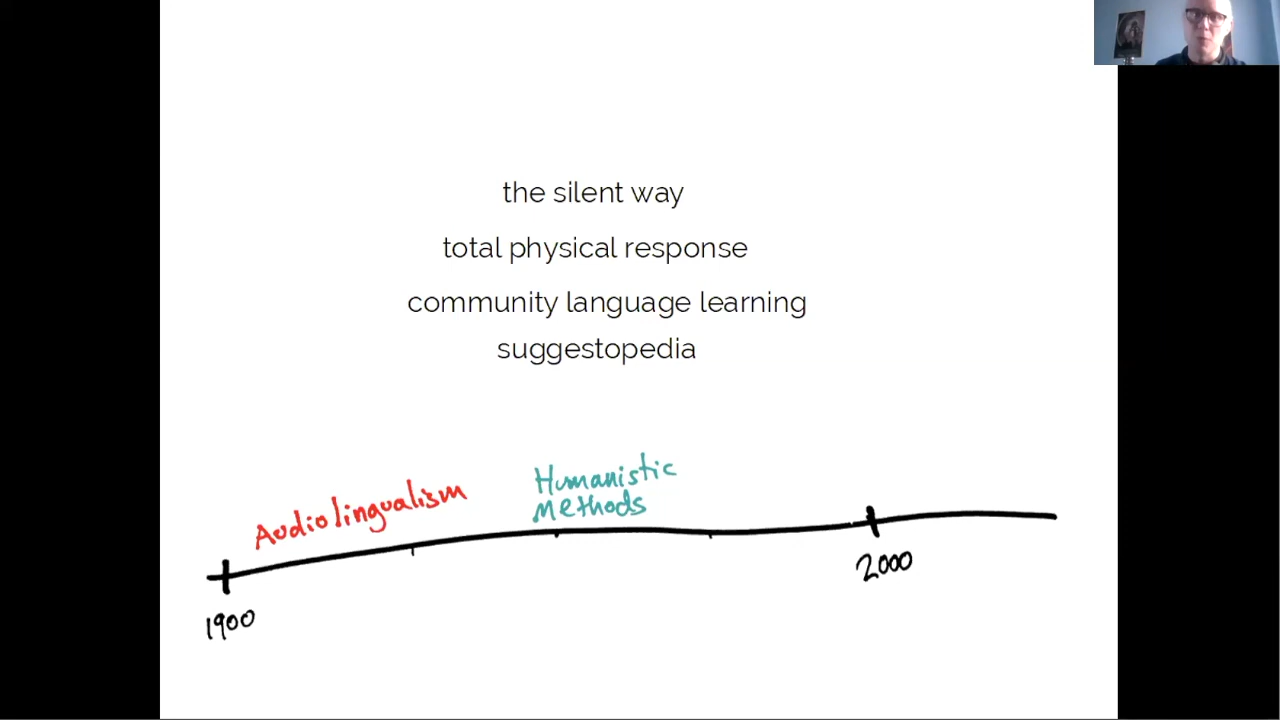 the silent way
total physical response
community language learning
suggestopedia
Audiolingualism
Humanistic
Methods
1900
2000